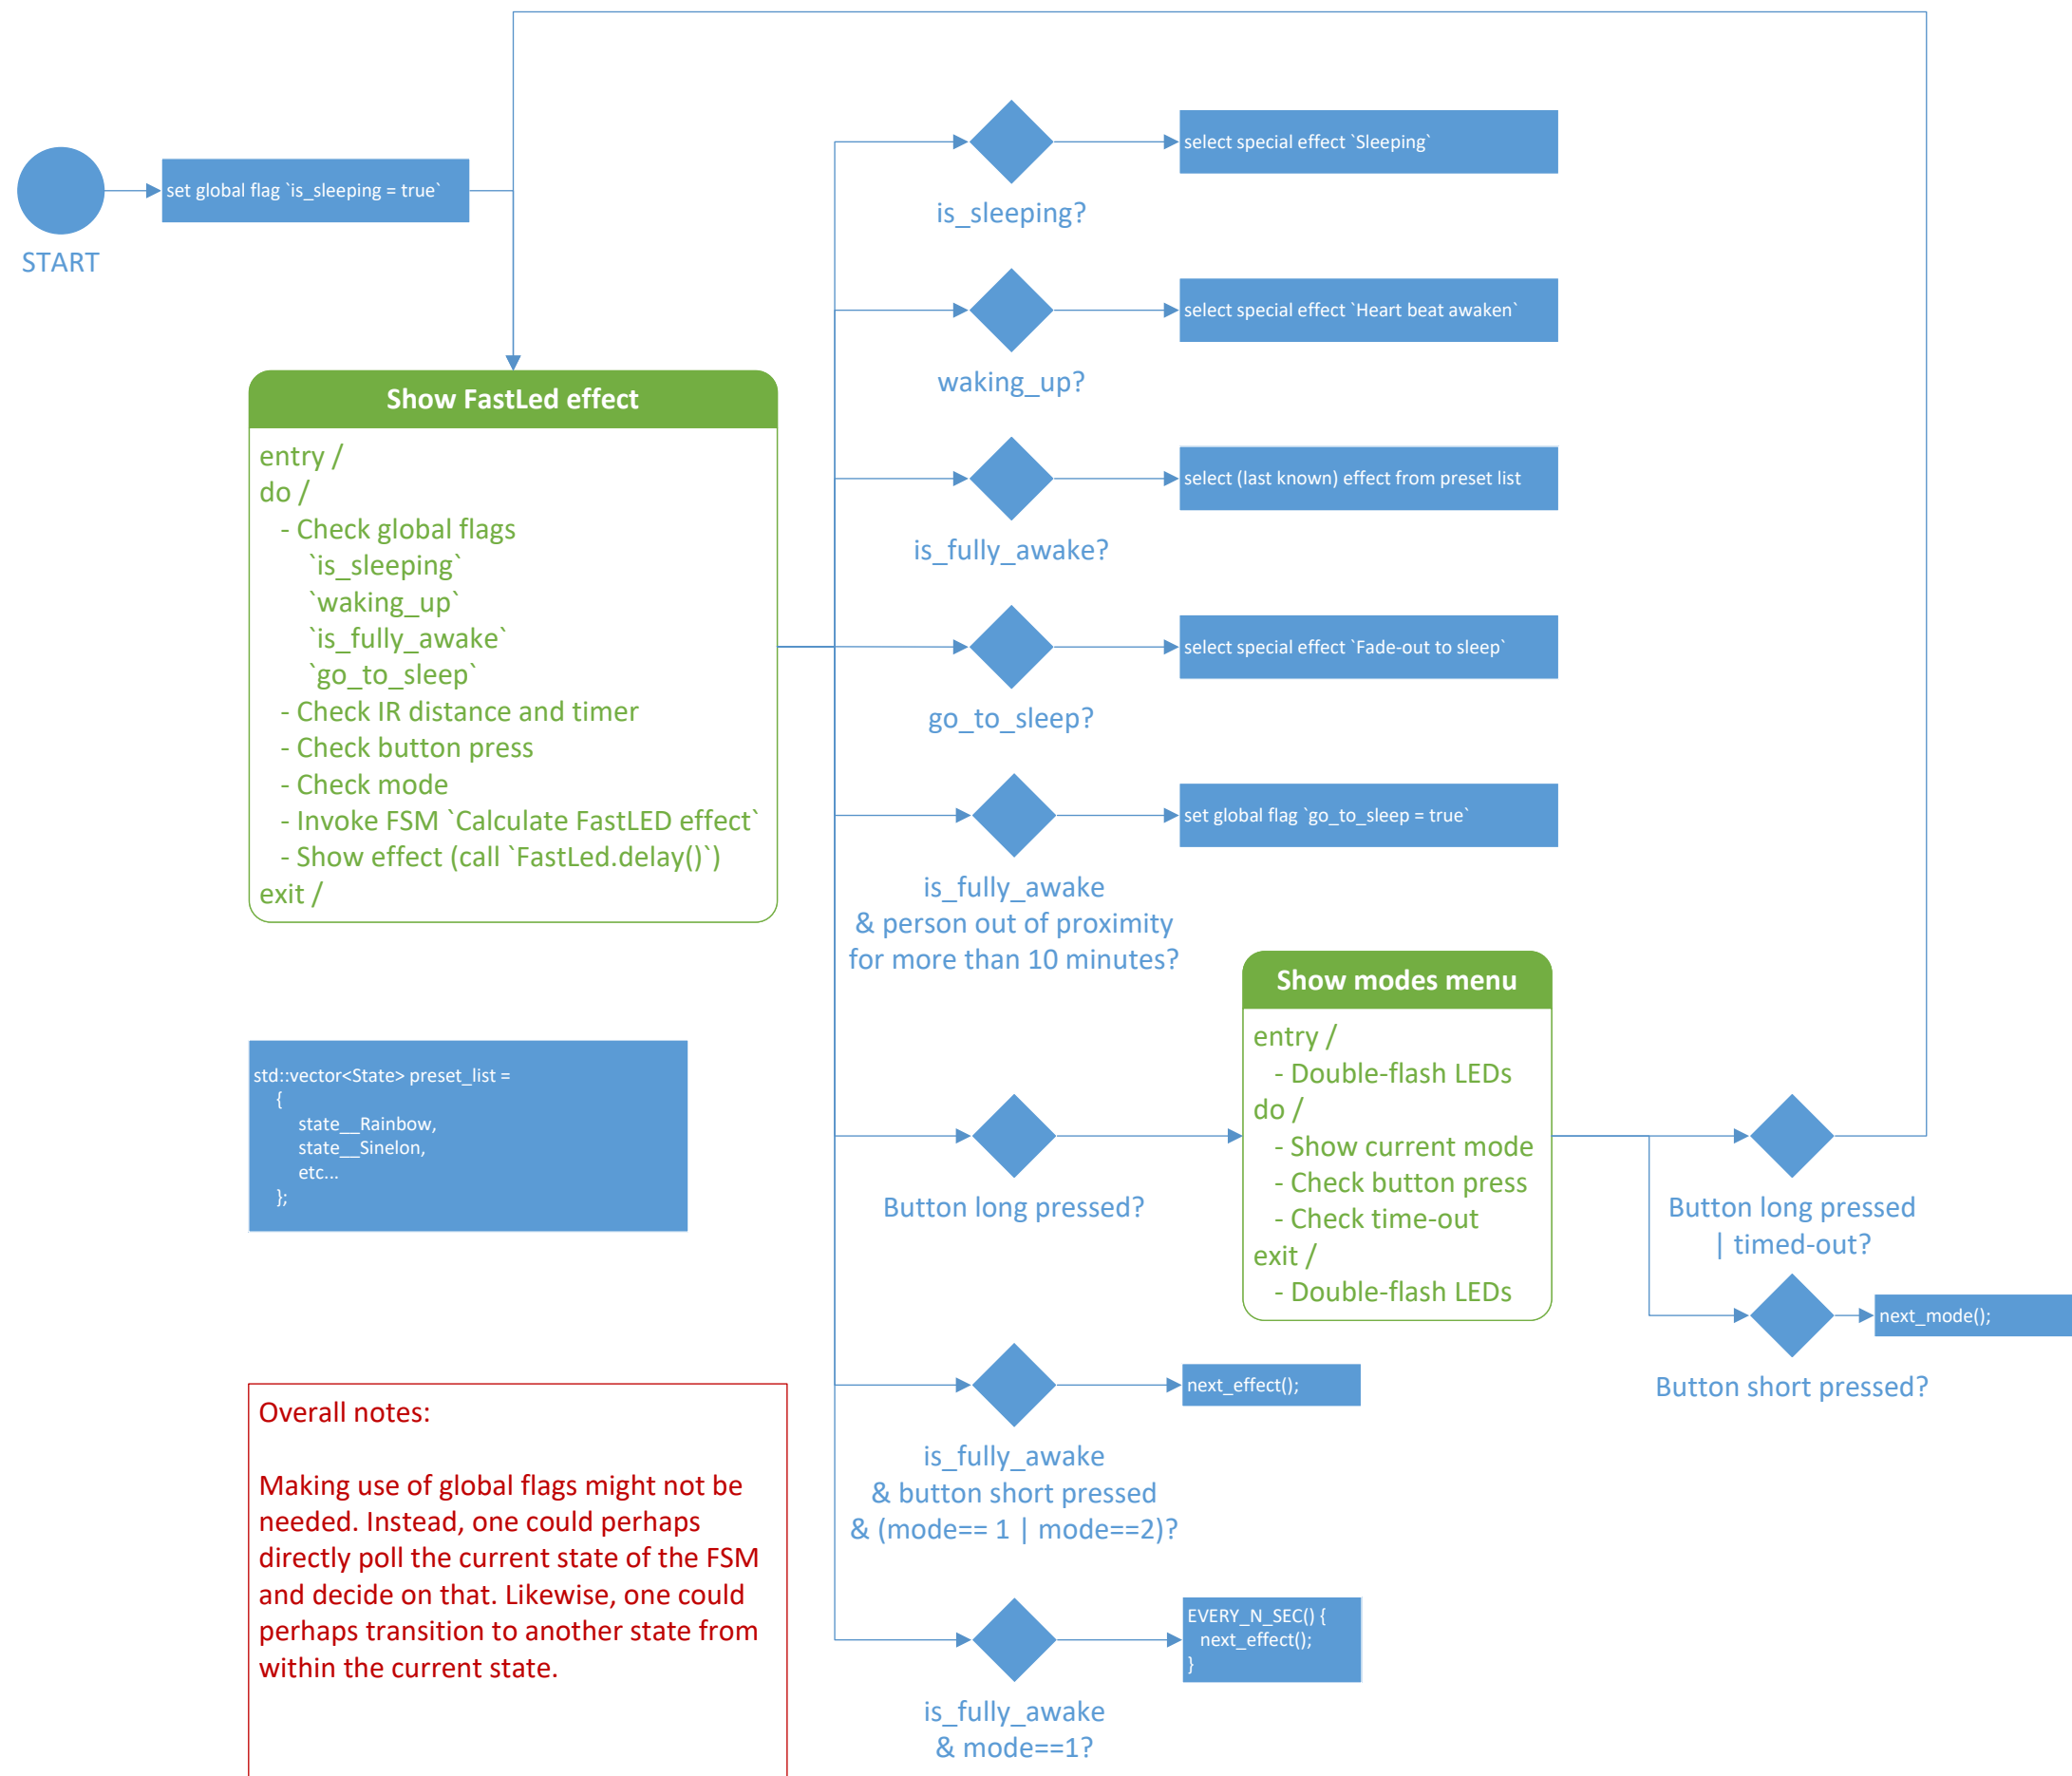 START
set global flag `is_sleeping = true`
Show FastLed effect
entry /
do /
- Check global flags
`is_sleeping`
`waking_up`
`is_fully_awake`
`go_to_sleep`
- Check IR distance and timer
- Check button press
- Check mode
- Invoke FSM `Calculate FastLED effect`
- Show effect (call `FastLed.delay()`)
exit /
std::vector<State> preset_list =
{
state__Rainbow,
state__Sinelon,
etc...
};
Overall notes:
Making use of global flags might not be
needed. Instead, one could perhaps
directly poll the current state of the FSM
and decide on that. Likewise, one could
perhaps transition to another state from
within the current state.
is_sleeping?
select special effect `Sleeping`
waking_up?
select special effect `Heart beat awaken`
is_fully_awake?
select (last known) effect from preset list
go_to_sleep?
select special effect `Fade-out to sleep`
is_fully_awake
& person out of proximity
for more than 10 minutes?
set global flag `go_to_sleep = true`
Button long pressed?
Show modes menu
entry /
- Double-flash LEDs
do /
- Show current mode
- Check button press
- Check time-out
exit /
- Double-flash LEDs
Button long pressed
| timed-out?
Button short pressed?
next_mode();
is_fully_awake
& button short pressed
& (mode== 1 | mode==2)?
next_effect();
is_fully_awake
& mode==1?
EVERY_N_SEC() {
next_effect();
}